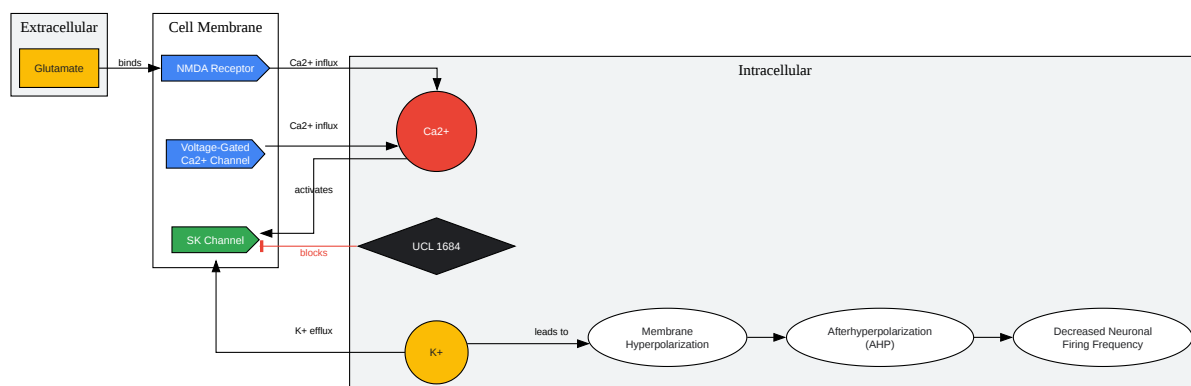 Extracellular
Cell Membrane
Glutamate
binds
NMDA Receptor
Ca2+ influx
Intracellular
Ca2+ influx
Ca2+
Voltage-Gated
Ca2+ Channel
activates
SK Channel
blocks
UCL 1684
K+ efflux
K+
leads to
Membrane
Hyperpolarization
Afterhyperpolarization
(AHP)
Decreased Neuronal
Firing Frequency